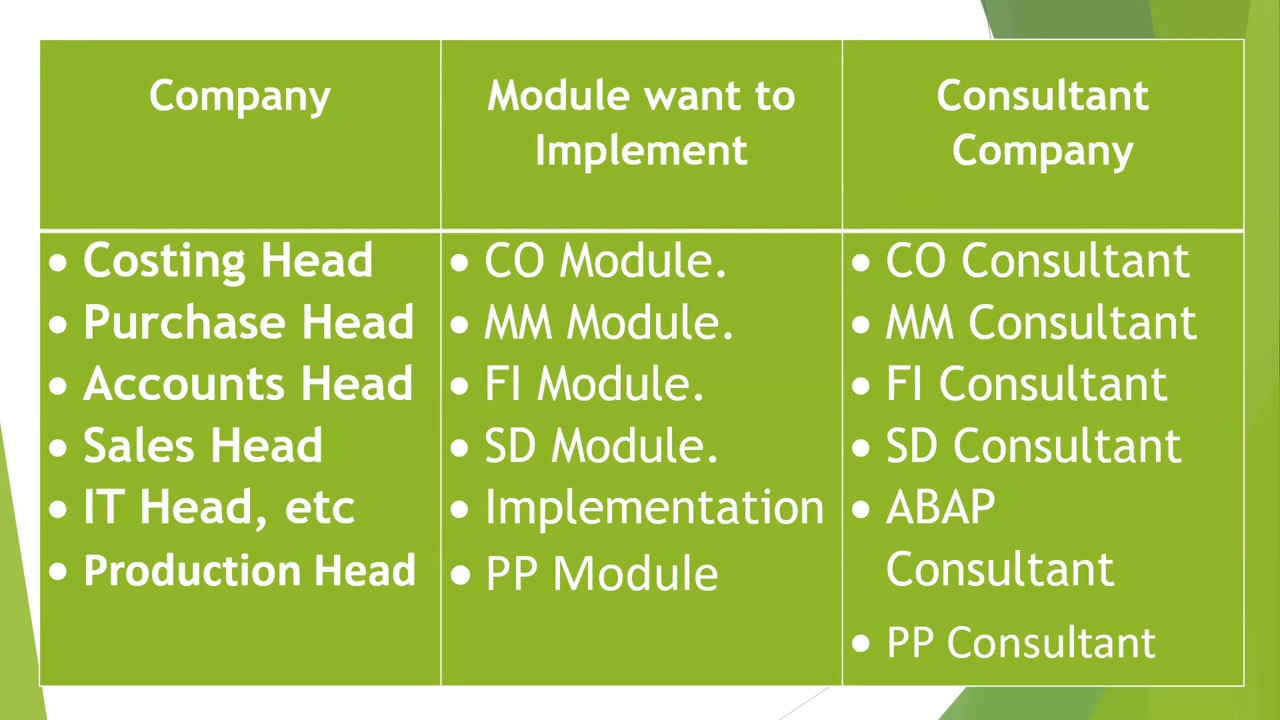 Company
Module want to
Implement
Consultant
Company
• Costing Head
• Purchase Head
• Accounts Head
• Sales Head
• IT Head, etc
• Production Head
• CO Module.
• MM Module.
• FI Module.
• SD Module.
• Implementation
• PP Module
• CO Consultant
• MM Consultant
• FI Consultant
• SD Consultant
• ABAP
Consultant
• PP Consultant